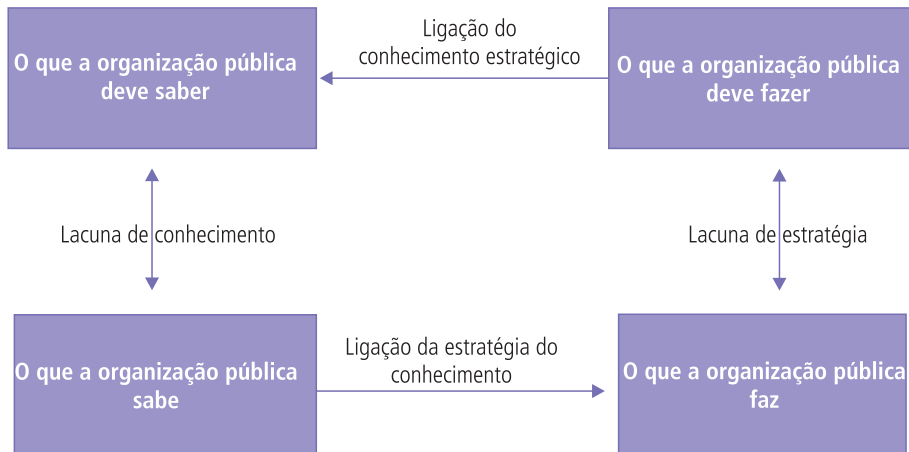 O que a organização pública
deve saber
Ligação do
conhecimento estratégico
O que a organização pública
deve fazer
Lacuna de conhecimento
Lacuna de estratégia
O que a organização pública
sabe
Ligação da estratégia do
conhecimento
O que a organização pública
faz